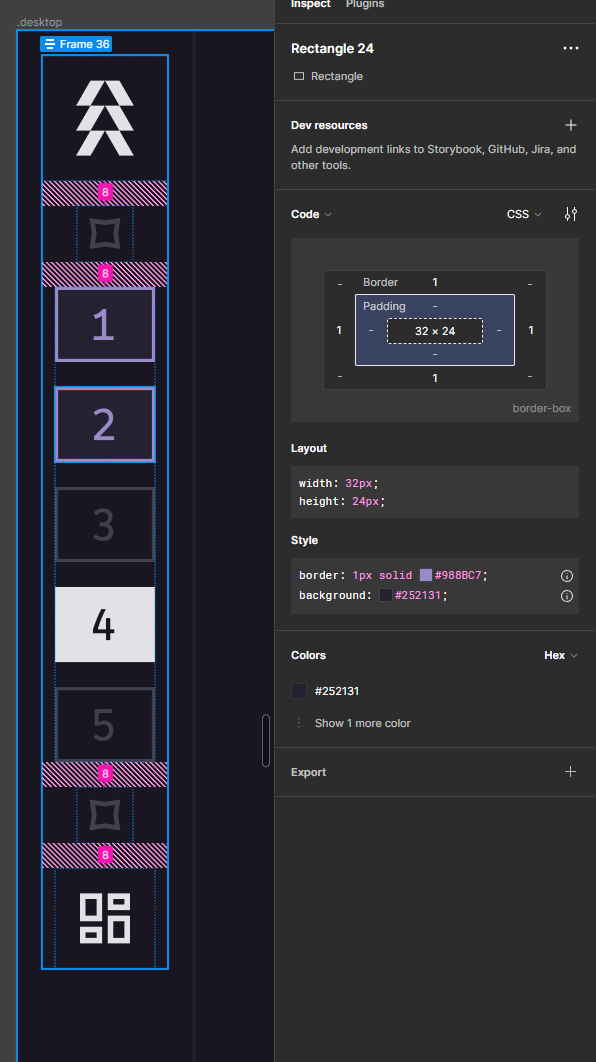 .desktop
Frame 36
8
8
1
2
3
4
5
8
8
Inspect Plugins
Rectangle 24
Rectangle
Dev resources
Add development links to Storybook, GitHub, Jira, and
other tools.
Code CSS
- Border 1 -
Padding -
1 - 32 × 24 - 1
-
- 1 -
border-box
Layout
width: 32px;
height: 24px;
Style
border: 1px solid #988BC7;
background: #252131;
Colors Hex
#252131
Show 1 more color
Export